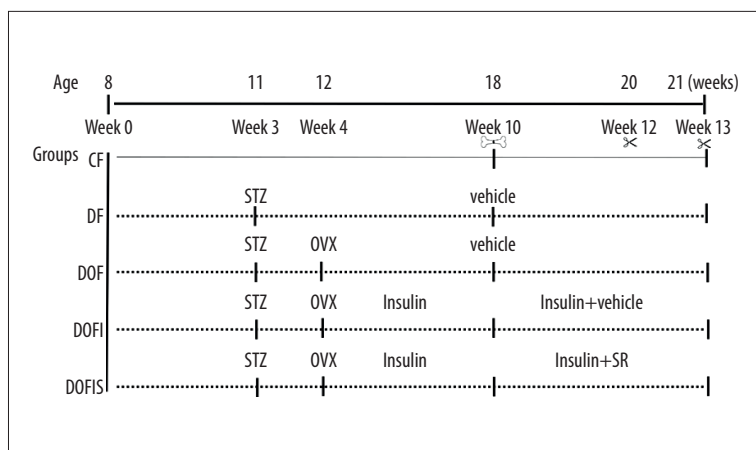 Age 8 11 12 18 20 21 (weeks)
Week 0 Week 3 Week 4 Week 10 Week 12 Week 13
Groups CF
STZ vehicle
DF
STZ OVX vehicle
DOF
STZ OVX Insulin Insulin+vehicle
DOFI
STZ OVX Insulin Insulin+SR
DOFIS